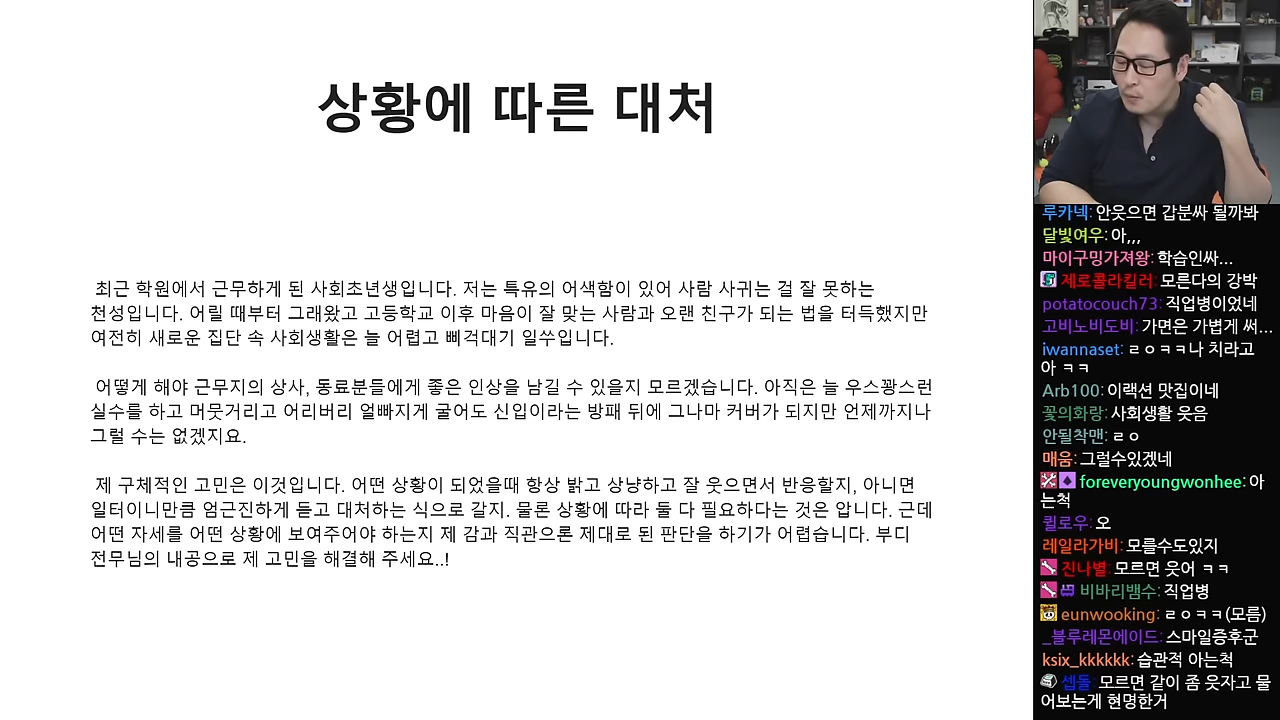 상황에 따른 대처
최근 학원에서 근무하게 된 사회초년생입니다. 저는 특유의 어색함이 있어 사람 사귀는 걸 잘 못하는
천성입니다. 어릴 때부터 그래왔고 고등학교 이후 마음이 잘 맞는 사람과 오랜 친구가 되는 법을 터득했지만
여전히 새로운 집단 속 사회생활은 늘 어렵고 삐걱대기 일쑤입니다.
어떻게 해야 근무지의 상사, 동료분들에게 좋은 인상을 남길 수 있을지 모르겠습니다. 아직은 늘 우스꽝스런
실수를 하고 머뭇거리고 어리버리 얼빠지게 굴어도 신입이라는 방패 뒤에 그나마 커버가 되지만 언제까지나
그럴 수는 없겠지요.
제 구체적인 고민은 이것입니다. 어떤 상황이 되었을때 항상 밝고 상냥하고 잘 웃으면서 반응할지, 아니면
일터이니만큼 엄근진하게 듣고 대처하는 식으로 갈지. 물론 상황에 따라 둘 다 필요하다는 것은 압니다. 근데
어떤 자세를 어떤 상황에 보여주여야 하는지 제 감과 직관으론 제대로 된 판단을 하기가 어렵습니다. 부디
전무님의 내공으로 제 고민을 해결해 주세요..!
루카넥: 안웃으면 갑분싸 될까봐
달빛여우: 아,,,
마이구밍가져왕: 학습인싸...
제로콜라킬러: 모른다의 강박
potatocouch73: 직업병이었네
고비노비도비: 가면은 가볍게 써...
iwannaset: ㄹㅇㅋㅋ나 치라고
아 ㅋㅋ
Arb100: 이랙션 맛집이네
꽃의화랑: 사회생활 웃음
안될착맨: ㄹㅇ
매움: 그럴수있겠네
foreveryoungwonhee: 아
는척
퀼로우: 오
레일라가비: 모를수도있지
진나별: 모르면 웃어 ㅋㅋ
비바리뱀수: 직업병
eunwooking: ㄹㅇㅋㅋ(모름)
_블루레몬에이드: 스마일증후군
ksix_kkkkkk: 습관적 아는척
셉돌: 모르면 같이 좀 웃자고 물
어보는게 현명한거